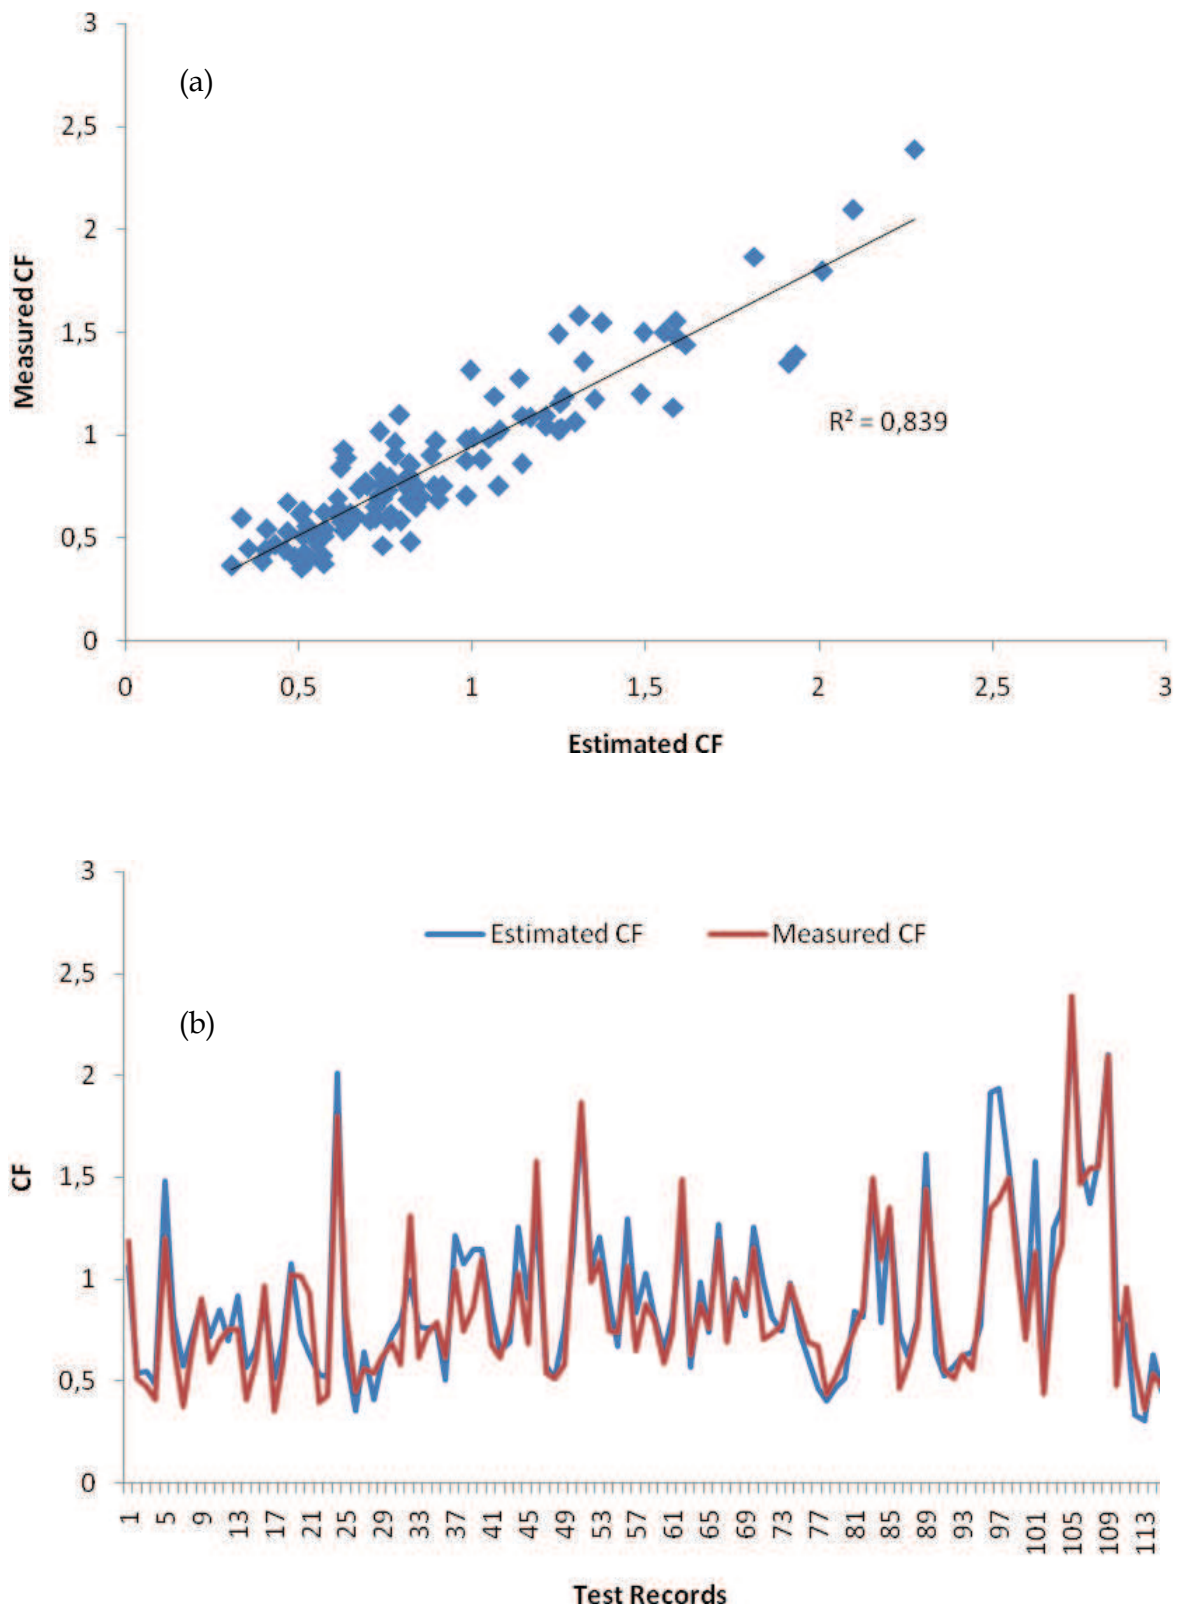 3
(a)
2,5
2
Measured CF
1,5
R² = 0,839
1
0,5
0
0 0,5 1 1,5 2 2,5 3
Estimated CF
3
Estimated CF Measured CF
2,5
(b)
2
CF
1,5
1
0,5
0
1 5 9 13 17 21 25 29 33 37 41 45 49 53 57 61 65 69 73 77 81 85 89 93 97 101 105 109 113
Test Records